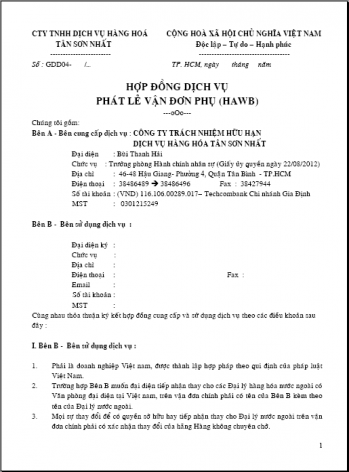 CTY TNHH DỊCH VỤ HÀNG HOÁ CỘNG HOÀ XÃ HỘI CHỦ NGHĨA VIỆT NAM
TÂN SƠN NHẤT Độc lập – Tự do – Hạnh phúc
Số : GDD04- /... TP. HCM, ngày tháng năm
HỢP ĐỒNG DỊCH VỤ
PHÁT LẺ VẬN ĐƠN PHỤ (HAWB)
---oOo---
Chúng tôi gồm:
Bên A - Bên cung cấp dịch vụ : CÔNG TY TRÁCH NHIỆM HỮU HẠN
DỊCH VỤ HÀNG HÓA TÂN SƠN NHẤT
Đại diện : Bùi Thanh Hải
Chức vụ : Trưởng phòng Hành chính nhân sự (Giấy ủy quyền ngày 22/08/2012)
Địa chỉ : 46-48 Hậu Giang- Phường 4, Quận Tân Bình - TP.HCM
Điện thoại : 38486489 → 38486496 Fax : 38427944
Số tài khoản : (VND) 116.106.00289.017– Techcombank Chi nhánh Gia Định
MST : 0301215249
Bên B - Bên sử dụng dịch vụ :
Đại diện ký :
Chức vụ :
Địa chỉ :
Điện thoại : Fax :
Email :
Số tài khoản :
MST :
Cùng nhau thỏa thuận ký kết hợp đồng cung cấp và sử dụng dịch vụ theo các điều khoản sau
đây :
I. Bên B - Bên sử dụng dịch vụ :
1. Phải là doanh nghiệp Việt nam, được thành lập hợp pháp theo qui định của pháp luật
Việt Nam.
2. Trường hợp Bên B muốn đại diện tiếp nhận thay cho các Đại lý hàng hóa nước ngoài có
Văn phòng đại diện tại Việt nam, trên vận đơn chính phải có tên của Bên B kèm theo
tên của Đại lý nước ngoài.
3. Mọi sự thay đổi để có quyền sở hữu hay tiếp nhận thay cho Đại lý nước ngoài trên vận
đơn chính phải có xác nhận thay đổi của hãng Hàng không chuyên chở.
1